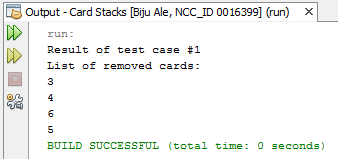 Output - Card Stacks [Biju Ale, NCC_ID 0016399] (run)
run:
Result of test case #1
List of removed cards:
3
4
6
5
BUILD SUCCESSFUL (total time: 0 seconds)